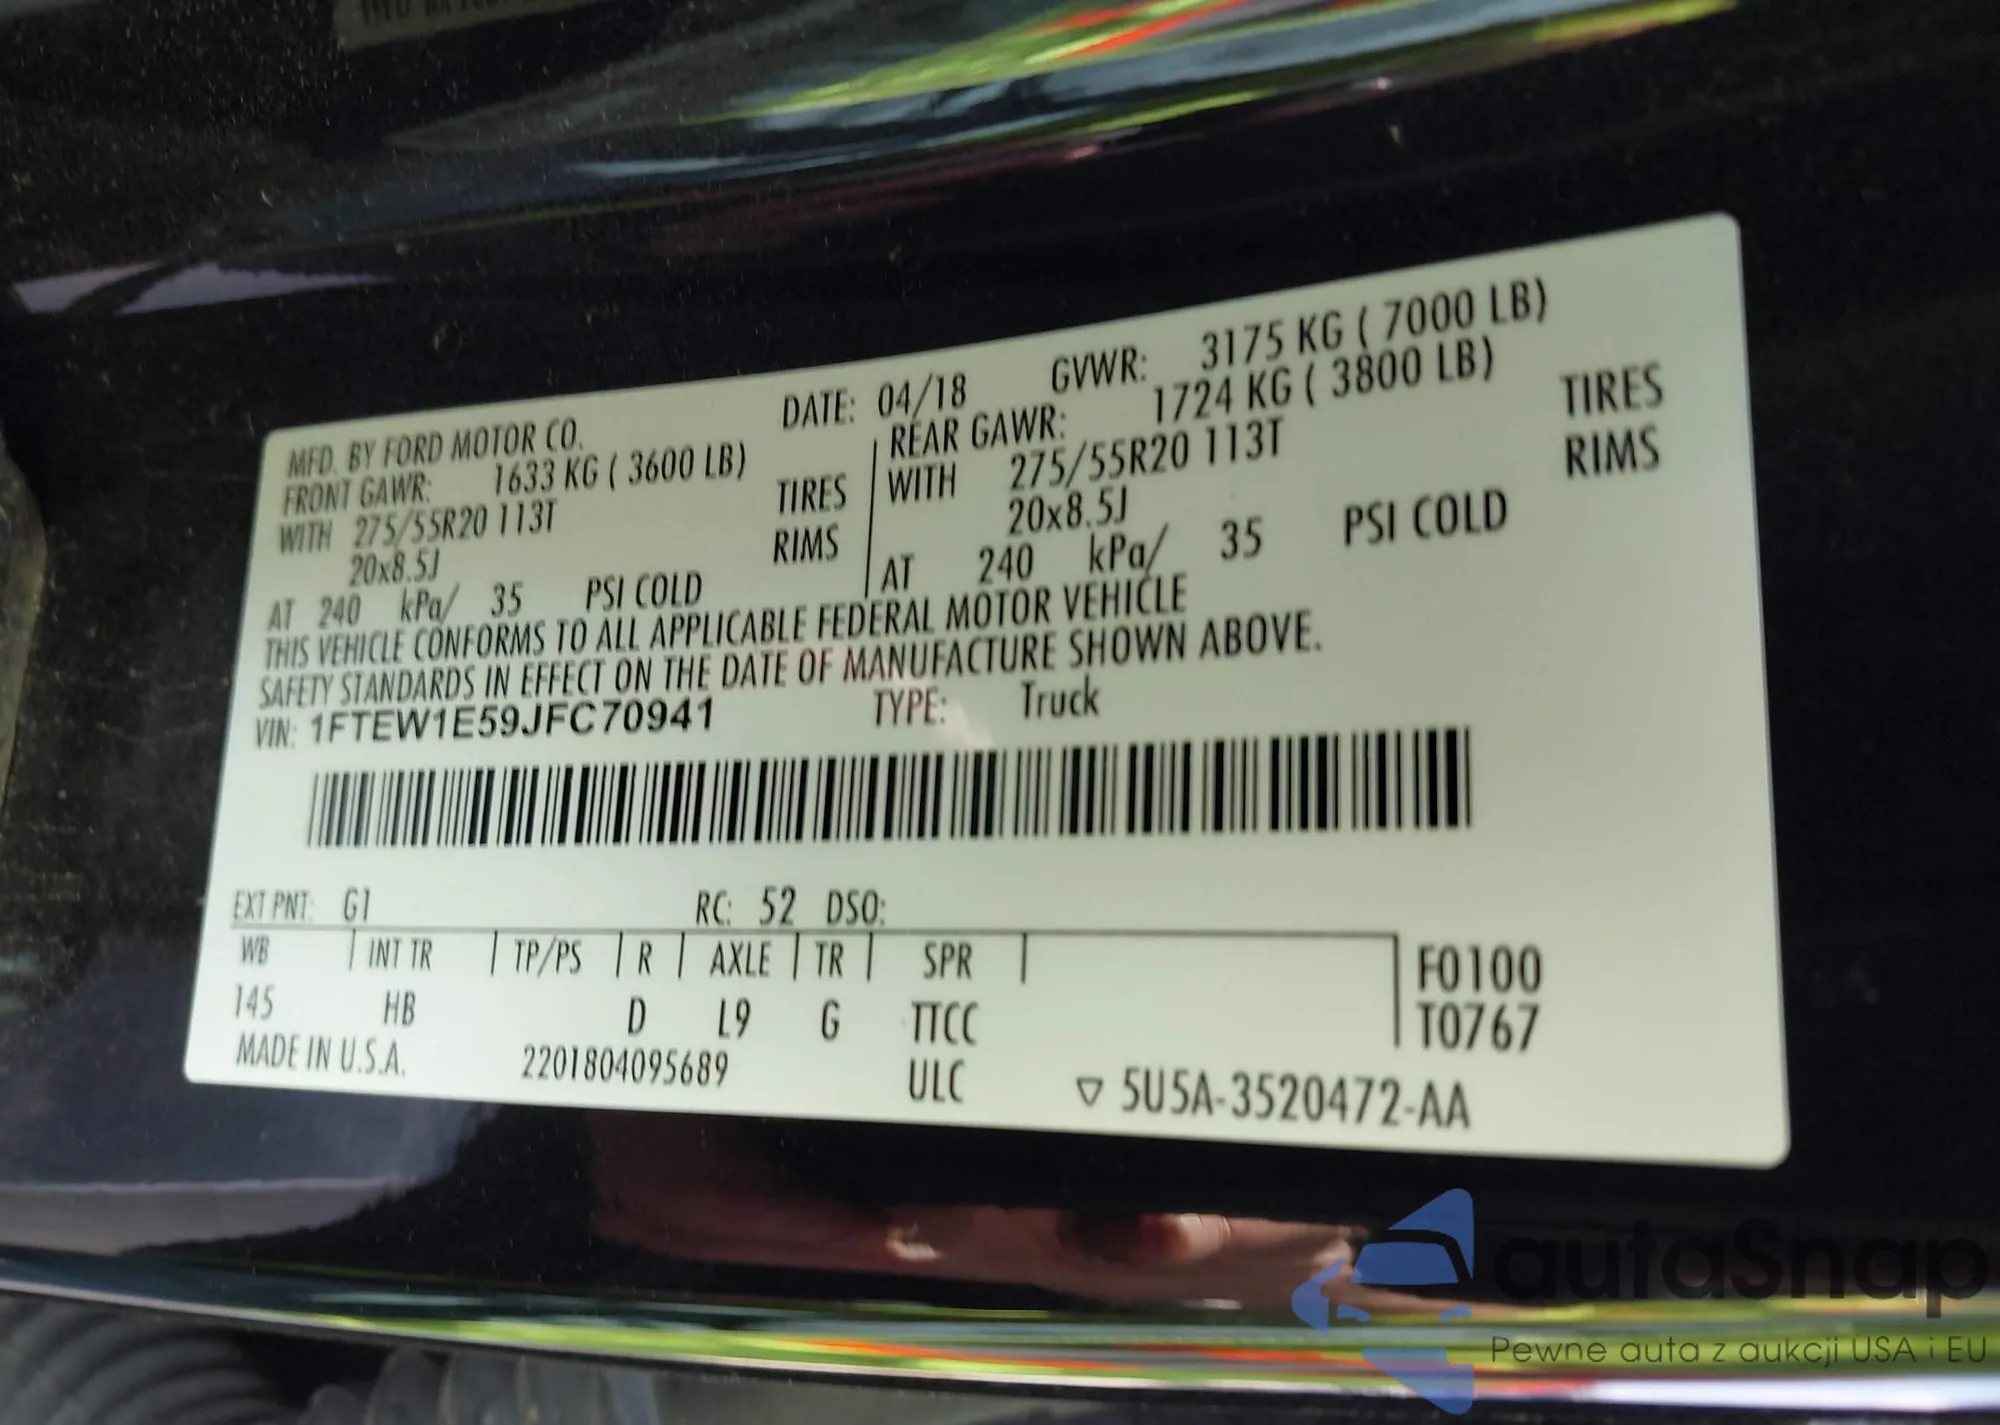 MFD. BY FORD MOTOR CO. DATE: 04/18 GVWR: 3175 KG ( 7000 LB)
FRONT GAWR: 1633 KG ( 3600 LB) REAR GAWR: 1724 KG ( 3800 LB)
WITH 275/55R20 113T TIRES WITH 275/55R20 113T TIRES
20x8.5J RIMS 20x8.5J RIMS
AT 240 kPa/ 35 PSI COLD AT 240 kPa/ 35 PSI COLD
THIS VEHICLE CONFORMS TO ALL APPLICABLE FEDERAL MOTOR VEHICLE
SAFETY STANDARDS IN EFFECT ON THE DATE OF MANUFACTURE SHOWN ABOVE.
VIN: 1FTEW1E59JFC70941 TYPE: Truck
EXT PNT: G1 RC: 52 DSO:
WB INT TR TP/PS R AXLE TR SPR F0100
145 HB D L9 G TTCC T0767
MADE IN U.S.A. 2201804095689 ULC ▽ 5U5A-3520472-AA
autaSnap
Pewne auta z aukcji USA i EU